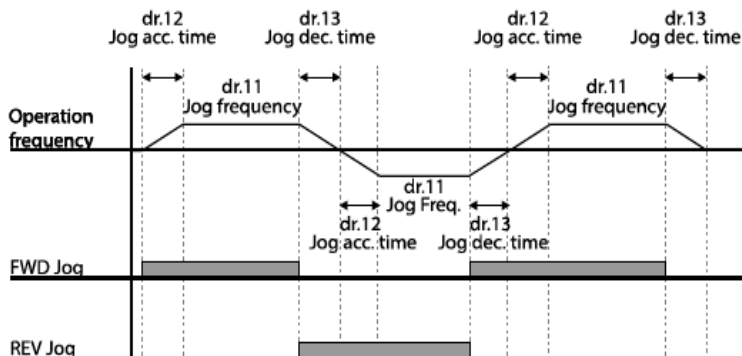 dr.12
Jog acc. time
dr.13
Jog dec. time
dr.12
Jog acc. time
dr.13
Jog dec. time
dr.11
Jog frequency
dr.11
Jog frequency
Operation
frequency
dr.11
Jog Freq.
dr.12
Jog acc. time
dr.13
Jog dec. time
FWD Jog
REV Jog